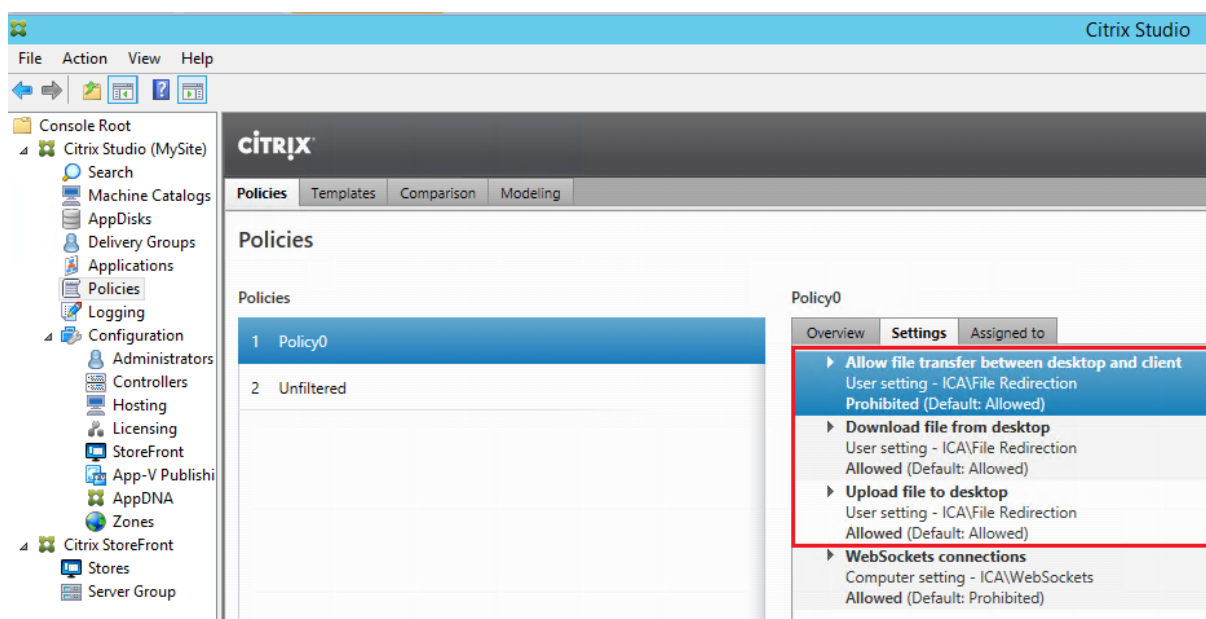 Citrix Studio
File Action View Help
Console Root
Citrix Studio (MySite)
Search
Machine Catalogs
AppDisks
Delivery Groups
Applications
Policies
Logging
Configuration
Administrators
Controllers
Hosting
Licensing
StoreFront
App-V Publishi
AppDNA
Zones
Citrix StoreFront
Stores
Server Group
CİTRIX
Policies Templates Comparison Modeling
Policies
Policies
1 Policy0
2 Unfiltered
Policy0
Overview Settings Assigned to
Allow file transfer between desktop and client
User setting - ICA\File Redirection
Prohibited (Default: Allowed)
Download file from desktop
User setting - ICA\File Redirection
Allowed (Default: Allowed)
Upload file to desktop
User setting - ICA\File Redirection
Allowed (Default: Allowed)
WebSockets connections
Computer setting - ICA\WebSockets
Allowed (Default: Prohibited)